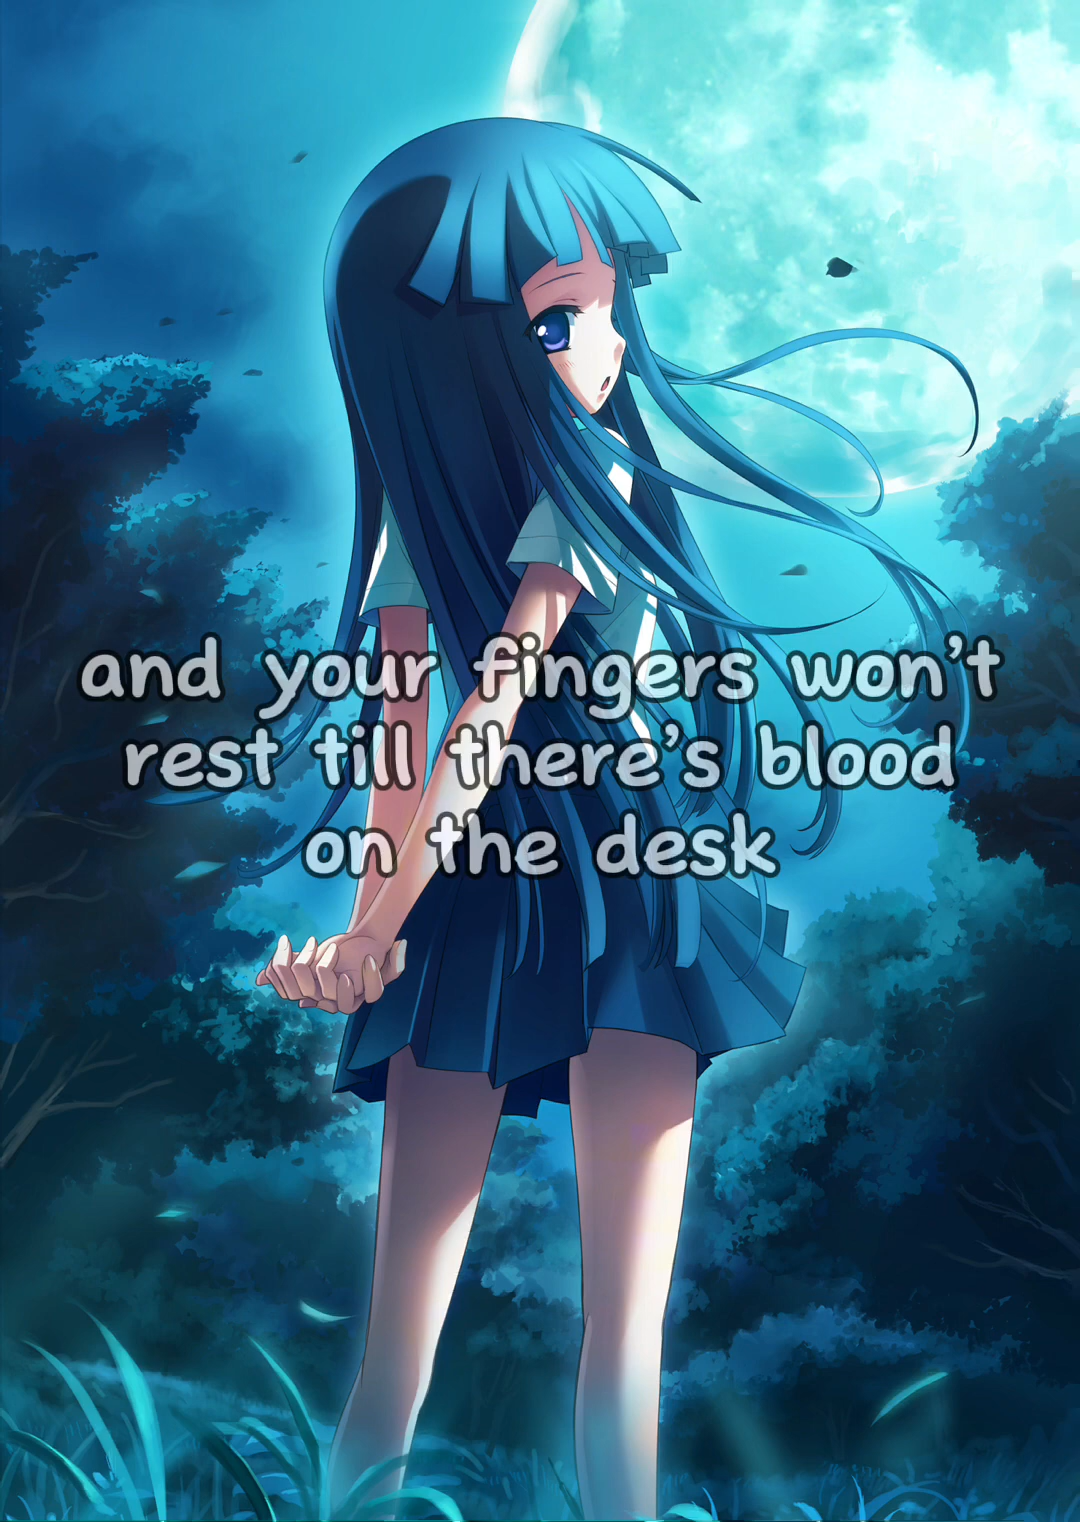 and your fingers won’t
rest till there’s blood
on the desk